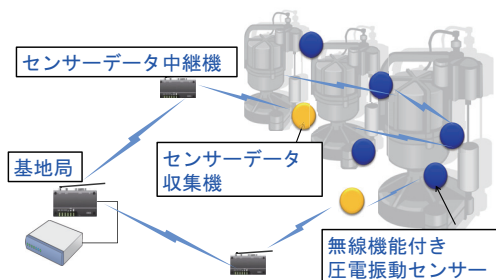 センサーデータ中継機
基地局
センサーデータ
収集機
無線機能付き
圧電振動センサー